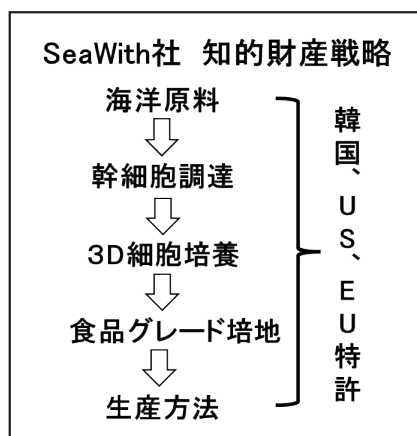 SeaWith社 知的財産戦略
海洋原料
幹細胞調達
3D細胞培養
食品グレード培地
生産方法
韓国、US、EU特許